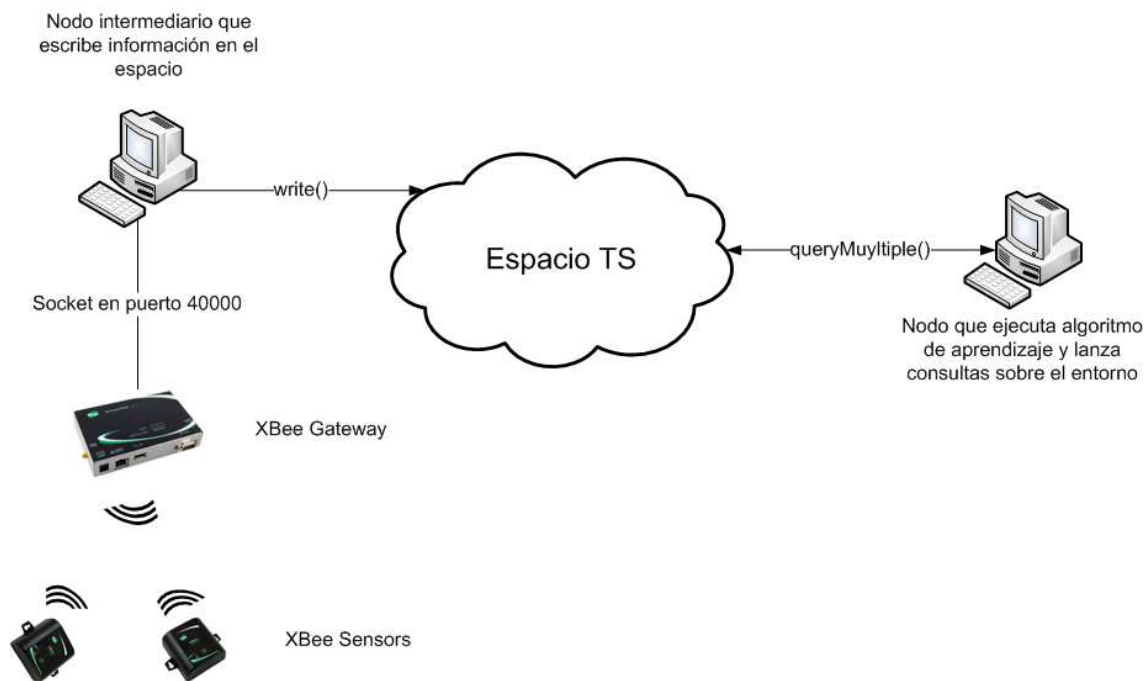 Nodo intermediario que
escribe información en el
espacio
write()
Espacio TS
queryMuyltiple()
Socket en puerto 40000
Nodo que ejecuta algoritmo
de aprendizaje y lanza
consultas sobre el entorno
XBee Gateway
XBee Sensors